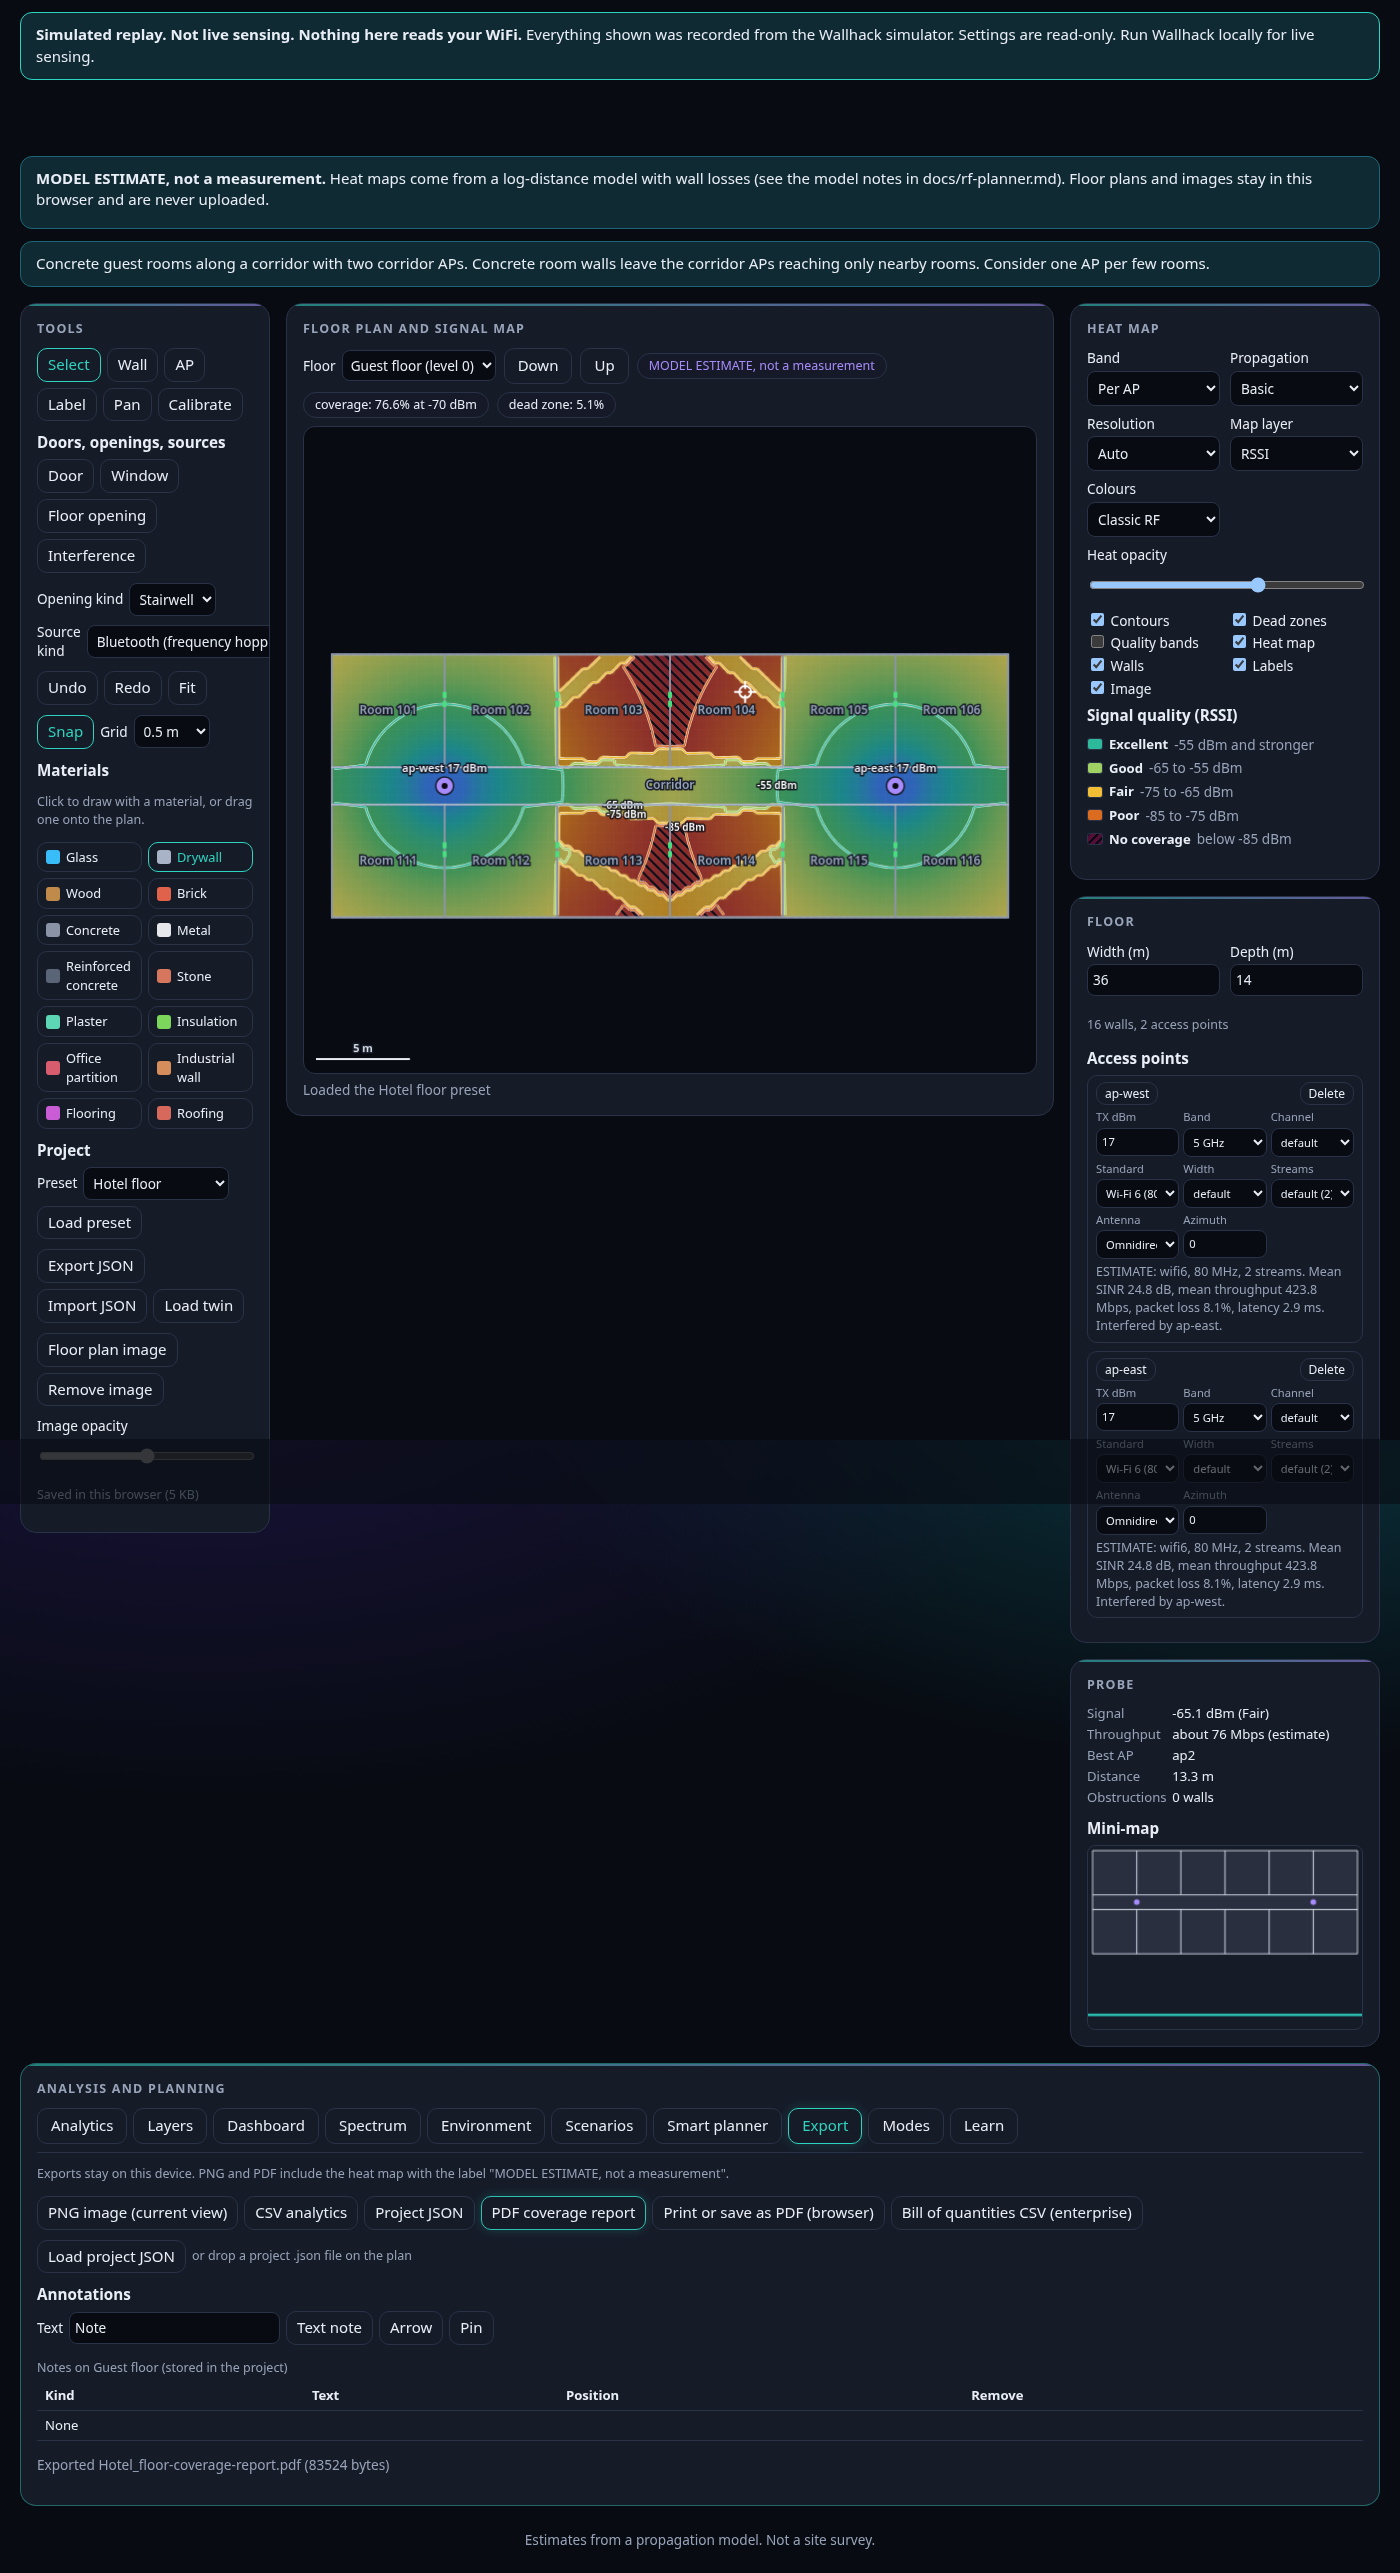 Simulated replay. Not live sensing. Nothing here reads your WiFi. Everything shown was recorded from the Wallhack simulator. Settings are read-only. Run Wallhack locally for live
sensing.
MODEL ESTIMATE, not a measurement. Heat maps come from a log-distance model with wall losses (see the model notes in docs/rf-planner.md). Floor plans and images stay in this
browser and are never uploaded.
Concrete guest rooms along a corridor with two corridor APs. Concrete room walls leave the corridor APs reaching only nearby rooms. Consider one AP per few rooms.
TOOLS
Select Wall AP
Label Pan Calibrate
Doors, openings, sources
Door Window
Floor opening
Interference
Opening kind Stairwell
Source
kind Bluetooth (frequency hopp
Undo Redo Fit
Snap Grid 0.5 m
Materials
Click to draw with a material, or drag
one onto the plan.
Glass Drywall
Wood Brick
Concrete Metal
Reinforced
concrete Stone
Plaster Insulation
Office
partition
Industrial
wall
Flooring Roofing
Project
Preset Hotel floor
Load preset
Export JSON
Import JSON Load twin
Floor plan image
Remove image
Image opacity
Saved in this browser (5 KB)
FLOOR PLAN AND SIGNAL MAP
Floor Guest floor (level 0) Down Up MODEL ESTIMATE, not a measurement
coverage: 76.6% at -70 dBm dead zone: 5.1%
Room 101 Room 102 Room 103 Room 104 Room 105 Room 106
ap-west 17 dBm ap-east 17 dBm
Corridor -55 dBm
-65 dBm
-75 dBm
-85 dBm
Room 111 Room 112 Room 113 Room 114 Room 115 Room 116
5 m
Loaded the Hotel floor preset
HEAT MAP
Band Propagation
Per AP Basic
Resolution Map layer
Auto RSSI
Colours
Classic RF
Heat opacity
Contours Dead zones
Quality bands Heat map
Walls Labels
Image
Signal quality (RSSI)
Excellent -55 dBm and stronger
Good -65 to -55 dBm
Fair -75 to -65 dBm
Poor -85 to -75 dBm
No coverage below -85 dBm
FLOOR
Width (m) Depth (m)
36 14
16 walls, 2 access points
Access points
ap-west Delete
TX dBm Band Channel
17 5 GHz default
Standard Width Streams
Wi-Fi 6 (80 default default (2)
Antenna Azimuth
Omnidire 0
ESTIMATE: wifi6, 80 MHz, 2 streams. Mean
SINR 24.8 dB, mean throughput 423.8
Mbps, packet loss 8.1%, latency 2.9 ms.
Interfered by ap-east.
ap-east Delete
TX dBm Band Channel
17 5 GHz default
Standard Width Streams
Wi-Fi 6 (80 default default (2)
Antenna Azimuth
Omnidire 0
ESTIMATE: wifi6, 80 MHz, 2 streams. Mean
SINR 24.8 dB, mean throughput 423.8
Mbps, packet loss 8.1%, latency 2.9 ms.
Interfered by ap-west.
PROBE
Signal -65.1 dBm (Fair)
Throughput about 76 Mbps (estimate)
Best AP ap2
Distance 13.3 m
Obstructions 0 walls
Mini-map
ANALYSIS AND PLANNING
Analytics Layers Dashboard Spectrum Environment Scenarios Smart planner Export Modes Learn
Exports stay on this device. PNG and PDF include the heat map with the label "MODEL ESTIMATE, not a measurement".
PNG image (current view) CSV analytics Project JSON PDF coverage report Print or save as PDF (browser) Bill of quantities CSV (enterprise)
Load project JSON or drop a project .json file on the plan
Annotations
Text Note Text note Arrow Pin
Notes on Guest floor (stored in the project)
Kind Text Position Remove
None
Exported Hotel_floor-coverage-report.pdf (83524 bytes)
Estimates from a propagation model. Not a site survey.